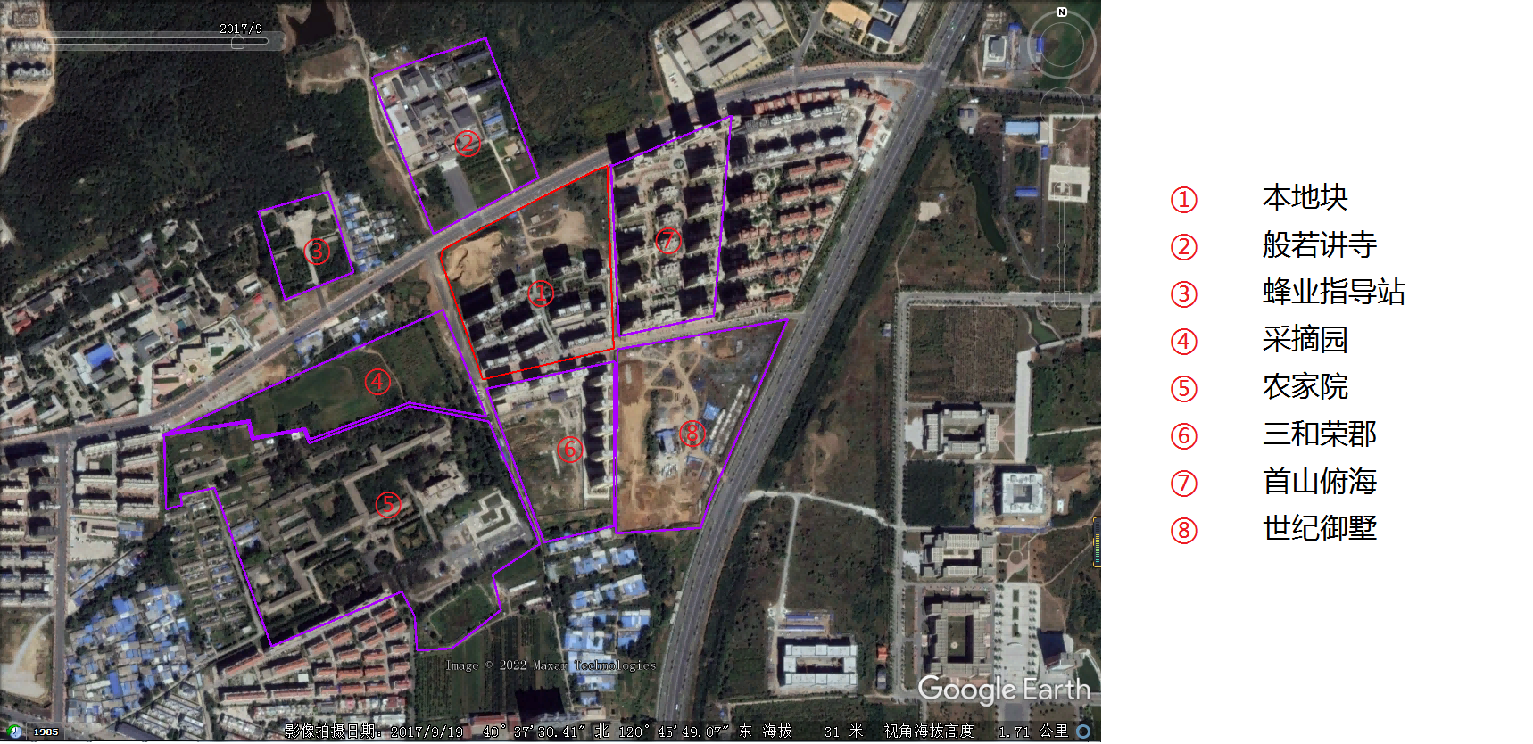 2017/9
N
②
③
⑦
①
④
⑥
⑧
⑤
Image © 2022 Maxar Technologies
Google Earth
1985
影像拍摄日期: 2017/9/19 40° 37'30.41" 北 120° 45'49.07" 东 海拔 31 米 视角海拔高度 1.71 公里
① 本地块
② 般若讲寺
③ 蜂业指导站
④ 采摘园
⑤ 农家院
⑥ 三和荣郡
⑦ 首山俯海
⑧ 世纪御墅